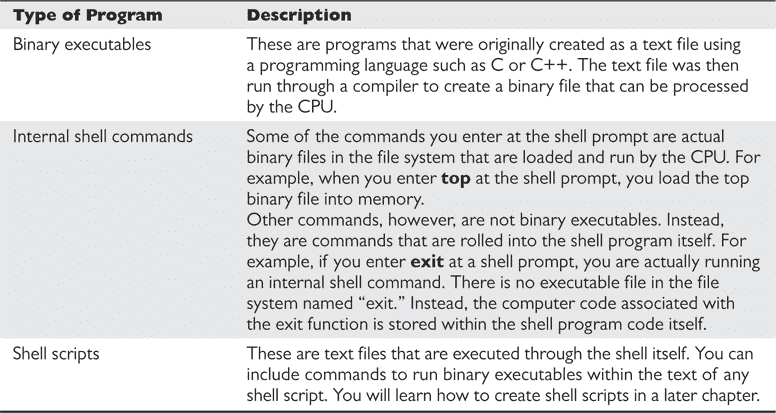 Type of Program Description
Binary executables These are programs that were originally created as a text file using
a programming language such as C or C++. The text file was then
run through a compiler to create a binary file that can be processed
by the CPU.
Internal shell commands Some of the commands you enter at the shell prompt are actual
binary files in the file system that are loaded and run by the CPU. For
example, when you enter top at the shell prompt, you load the top
binary file into memory.
Other commands, however, are not binary executables. Instead,
they are commands that are rolled into the shell program itself. For
example, if you enter exit at a shell prompt, you are actually running
an internal shell command. There is no executable file in the file
system named “exit.” Instead, the computer code associated with
the exit function is stored within the shell program code itself.
Shell scripts These are text files that are executed through the shell itself. You can
include commands to run binary executables within the text of any
shell script. You will learn how to create shell scripts in a later chapter.